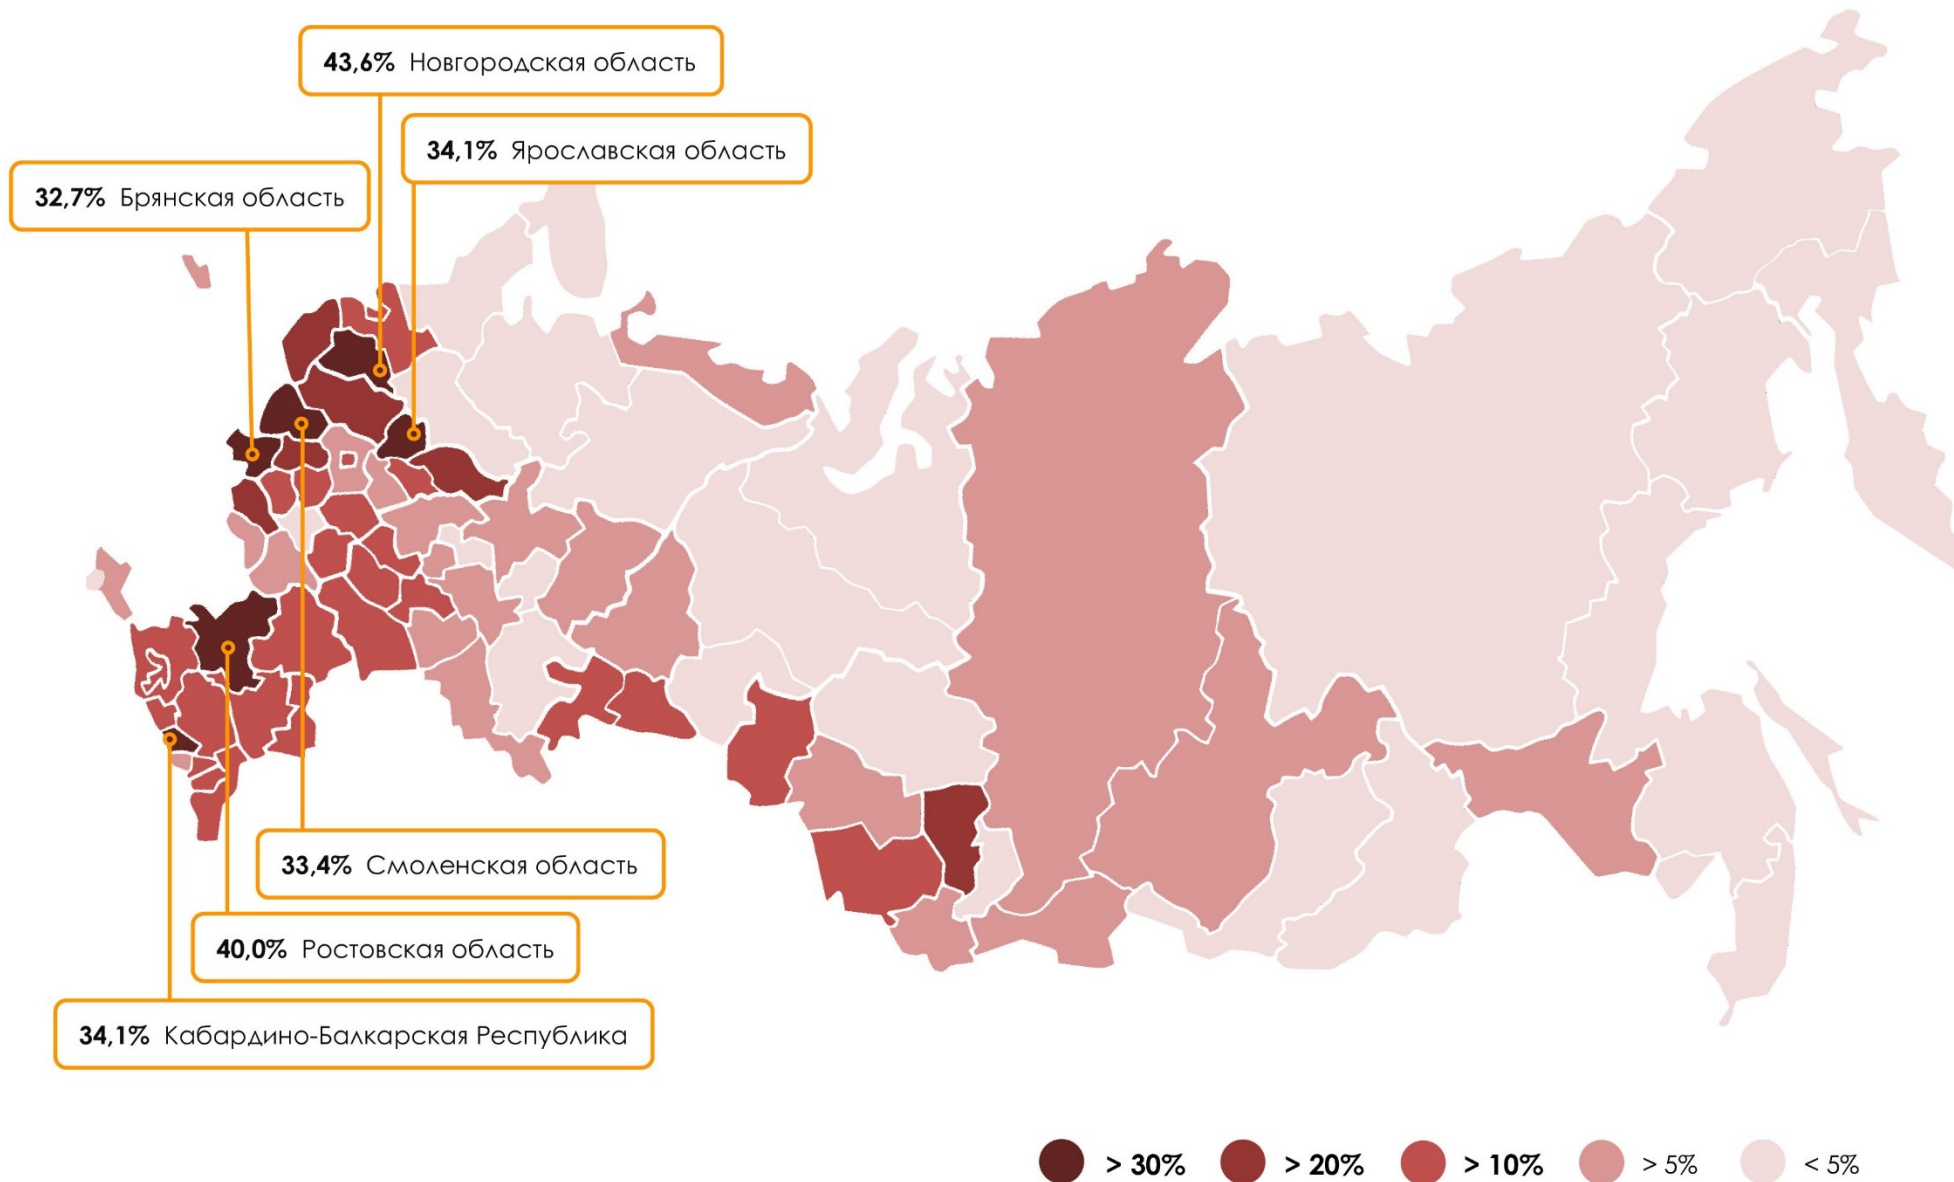 43,6% Новгородская область
34,1% Ярославская область
32,7% Брянская область
33,4% Смоленская область
40,0% Ростовская область
34,1% Кабардино-Балкарская Республика
> 30% > 20% > 10% > 5% < 5%